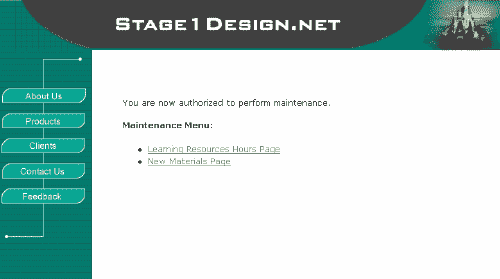 Stage1Design.net
About Us
Products
Clients
Contact Us
Feedback
You are now authorized to perform maintenance.
Maintenance Menu:
Learning Resources Hours Page
New Materials Page